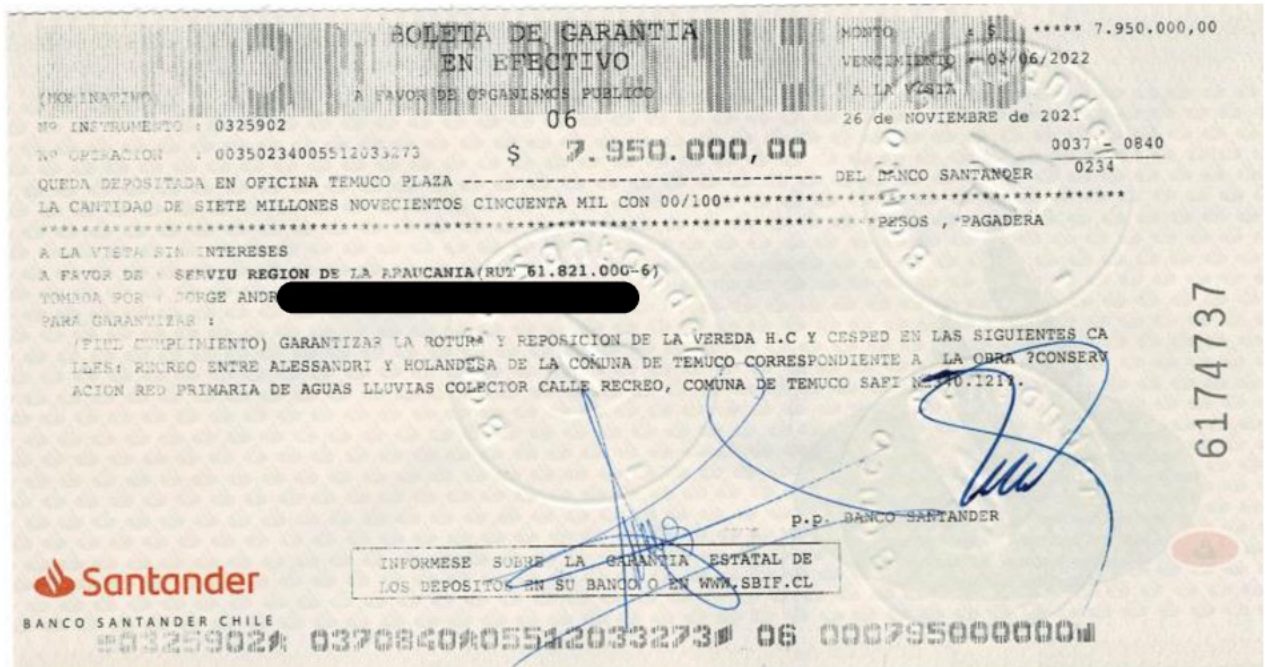 BOLETA DE GARANTIA
EN EFECTIVO
(NOMINATIVO) A FAVOR DE ORGANISMOS PUBLICO
06
MONTO : $ ***** 7.950.000,00
VENCIMIENTO 03/06/2022
A LA VISTA
26 de NOVIEMBRE de 2021
Nº INSTRUMENTO : 0325902
Nº OPERACION : 00350234005512033273
$ 7.950.000,00
0037 - 0840
0234
QUEDA DEPOSITADA EN OFICINA TEMUCO PLAZA ---------------------------------- DEL BANCO SANTANDER
LA CANTIDAD DE SIETE MILLONES NOVECIENTOS CINCUENTA MIL CON 00/100****************************************
********************************************************************************PESOS , PAGADERA
A LA VISTA SIN INTERESES
A FAVOR DE : SERVIU REGION DE LA ARAUCANIA(RUT 61.821.000-6)
TOMADA POR : JORGE ANDR
PARA GARANTIZAR :
(FIEL CUMPLIMIENTO) GARANTIZAR LA ROTURA Y REPOSICION DE LA VEREDA H.C Y CESPED EN LAS SIGUIENTES CA
LLES: RECREO ENTRE ALESSANDRI Y HOLANDESA DE LA COMUNA DE TEMUCO CORRESPONDIENTE A LA OBRA ?CONSERV
ACION RED PRIMARIA DE AGUAS LLUVIAS COLECTOR CALLE RECREO, COMUNA DE TEMUCO SAFI
6174737
p.p. BANCO SANTANDER
INFORMESE SOBRE LA GARANTIA ESTATAL DE
LOS DEPOSITOS EN SU BANCO O EN WWW.SBIF.CL
Santander
BANCO SANTANDER CHILE
0325902 0370840 05512033273 06 000795000000